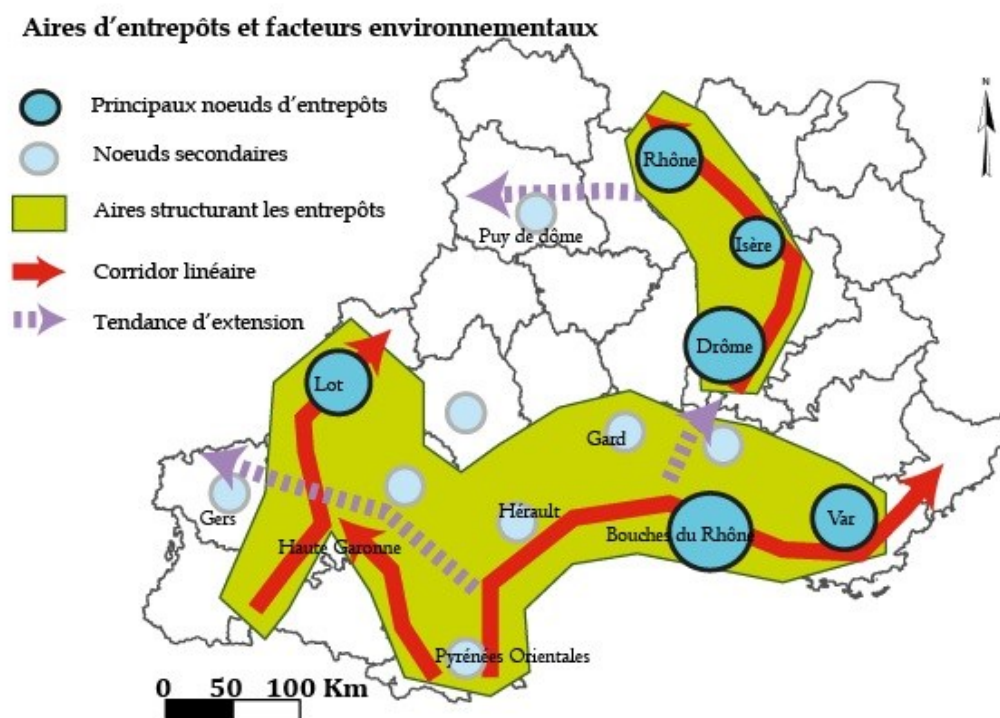 Aires d'entrepôts et facteurs environnementaux
Principaux noeuds d'entrepôts
Noeuds secondaires
Aires structurant les entrepôts
Corridor linéaire
Tendance d'extension
N
Rhône
Puy de dôme
Isère
Drôme
Lot
Gard
Gers
Hérault
Bouches du Rhône
Var
Haute Garonne
Pyrénées Orientales
0 50 100 Km